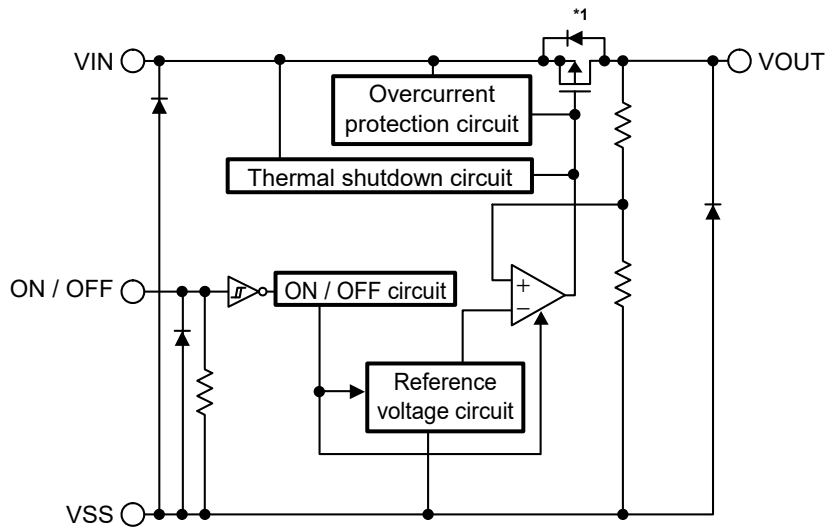 *1
VIN
VOUT
Overcurrent
protection circuit
Thermal shutdown circuit
ON / OFF
ON / OFF circuit
+
−
Reference
voltage circuit
VSS